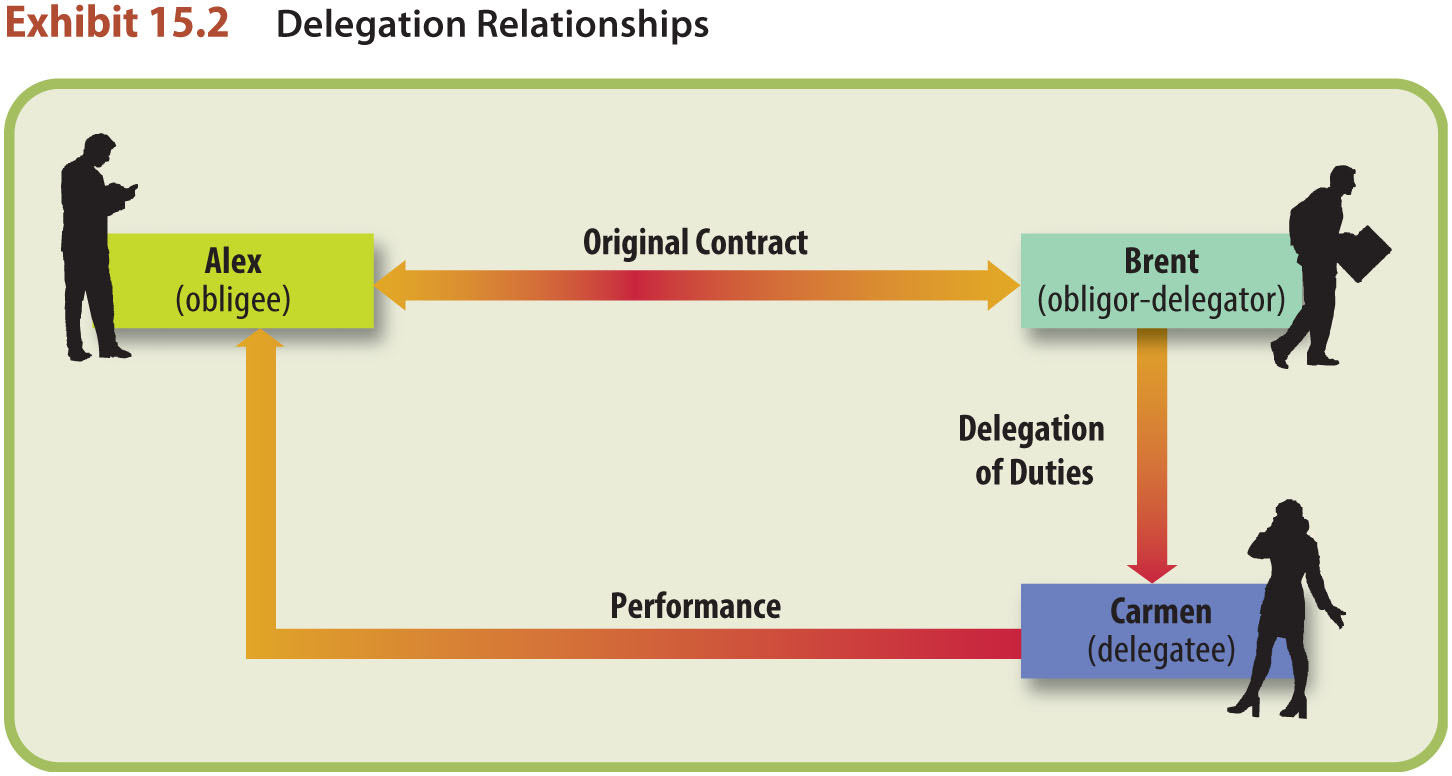 Exhibit 15.2 Delegation Relationships
Original Contract
Alex
(obligee)
Brent
(obligor-delegator)
Delegation
of Duties
Performance
Carmen
(delegatee)